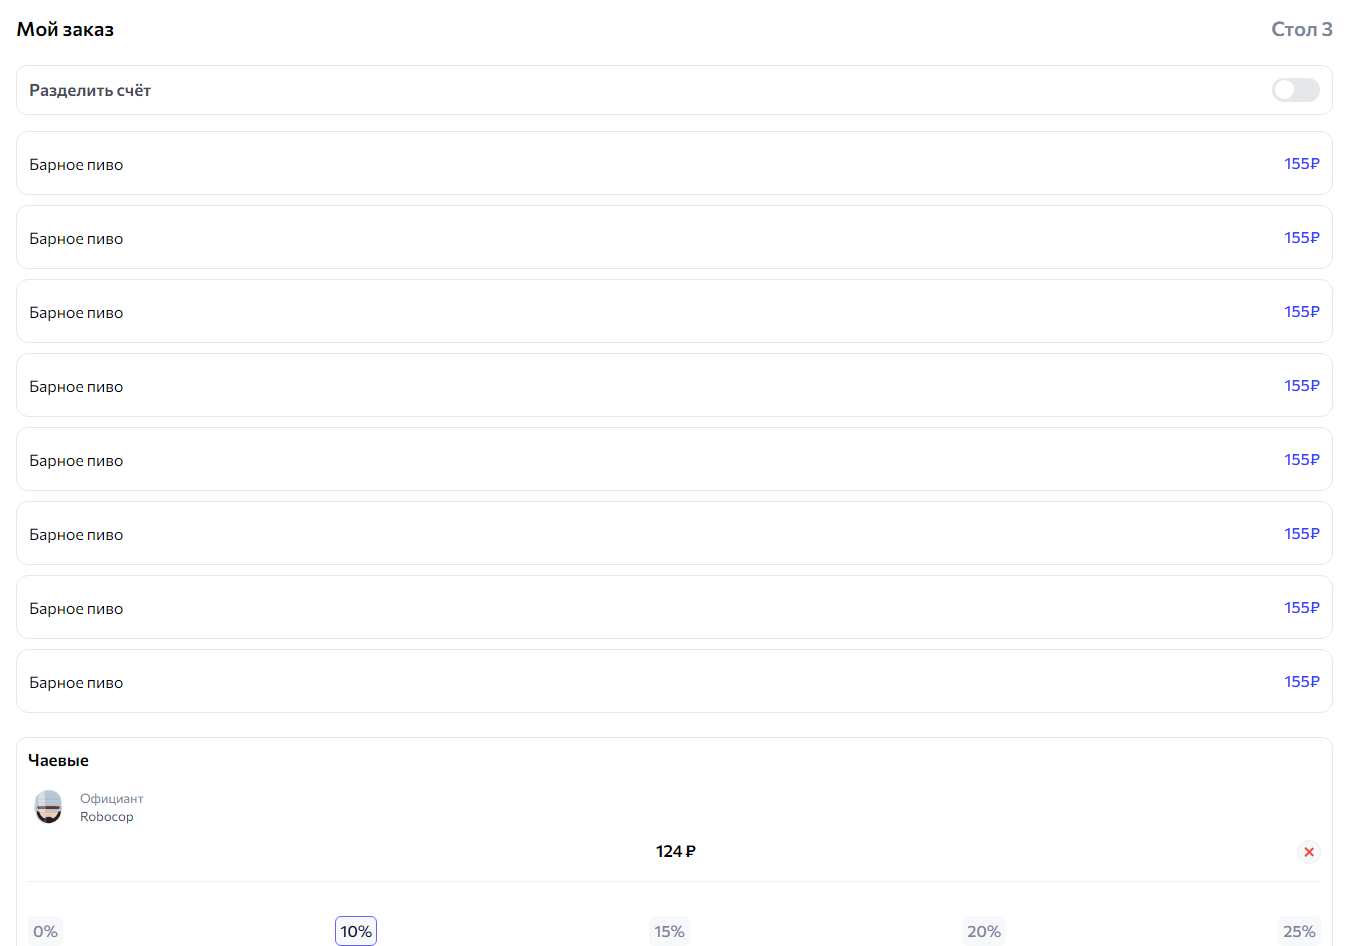 Мой заказ
Стол 3
Разделить счёт
Барное пиво 155₽
Барное пиво 155₽
Барное пиво 155₽
Барное пиво 155₽
Барное пиво 155₽
Барное пиво 155₽
Барное пиво 155₽
Барное пиво 155₽
Чаевые
Официант
Robocop
124 ₽
0% 10% 15% 20% 25%